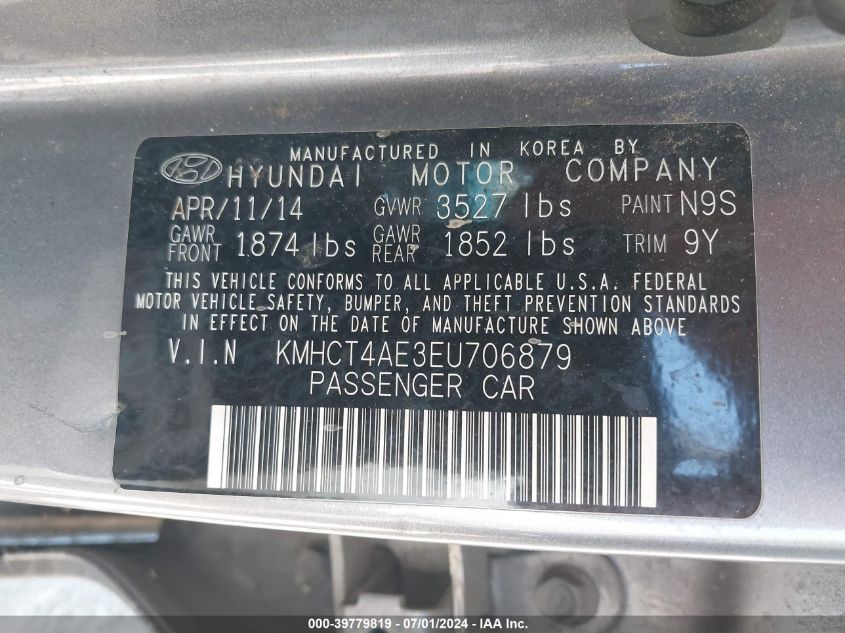 MANUFACTURED IN KOREA BY
HYUNDAI MOTOR COMPANY
APR/11/14 GVWR 3527 lbs PAINT N9S
GAWR FRONT 1874 lbs GAWR REAR 1852 lbs TRIM 9Y
THIS VEHICLE CONFORMS TO ALL APPLICABLE U.S.A. FEDERAL
MOTOR VEHICLE SAFETY, BUMPER, AND THEFT PREVENTION STANDARDS
IN EFFECT ON THE DATE OF MANUFACTURE SHOWN ABOVE
V.I.N KMHCT4AE3EU706879
PASSENGER CAR
000-39779819 - 07/01/2024 - IAA Inc.